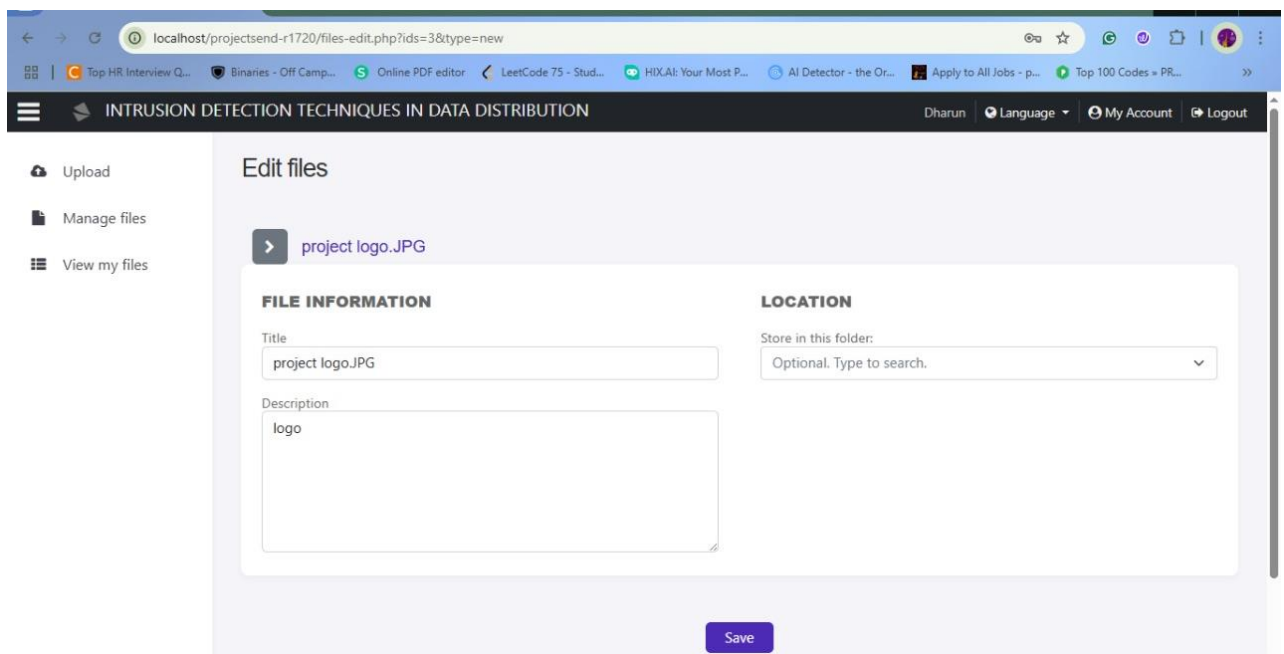 localhost/projectsend-r1720/files-edit.php?ids=3&type=new
Top HR Interview Q... Binaries - Off Camp... Online PDF editor LeetCode 75 - Stud... HIX.AI: Your Most P... AI Detector - the Or... Apply to All Jobs - p... Top 100 Codes » PR... »
INTRUSION DETECTION TECHNIQUES IN DATA DISTRIBUTION Dharun Language My Account Logout
Upload
Manage files
View my files
Edit files
project logo.JPG
FILE INFORMATION
Title
project logo.JPG
Description
logo
LOCATION
Store in this folder:
Optional. Type to search.
Save